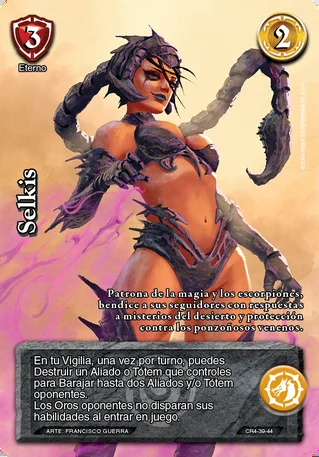 3
2
Eterno
Selkis
Patrona de la magia y los escorpiones,
bendice a sus seguidores con respuestas
a misterios del desierto y protección
contra los ponzoñosos venenos.
En tu Vigilia, una vez por turno, puedes
Destruir un Aliado o Tótem que controles
para Barajar hasta dos Aliados y/o Tótem
oponentes.
Los Oros oponentes no disparan sus
habilidades al entrar en juego.
ARTE: FRANCISCO GUERRA
CR4-39-44